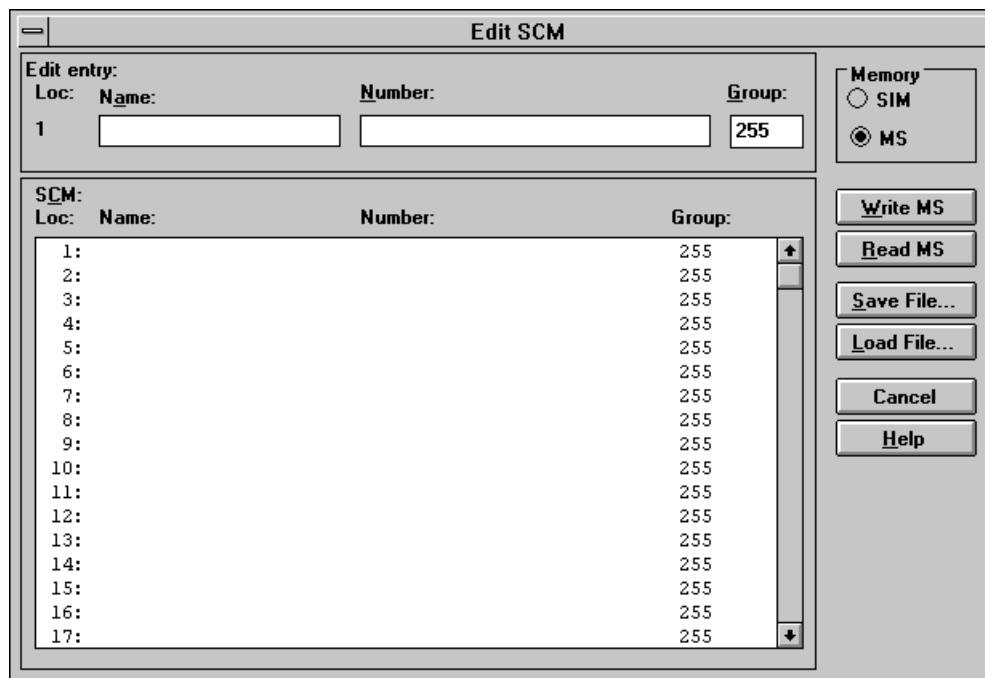 Edit SCM
Edit entry:
Loc: Name: Number: Group:
1 255
Memory
SIM
MS
SCM:
Loc: Name: Number: Group:
1: 255
2: 255
3: 255
4: 255
5: 255
6: 255
7: 255
8: 255
9: 255
10: 255
11: 255
12: 255
13: 255
14: 255
15: 255
16: 255
17: 255
Write MS
Read MS
Save File...
Load File...
Cancel
Help